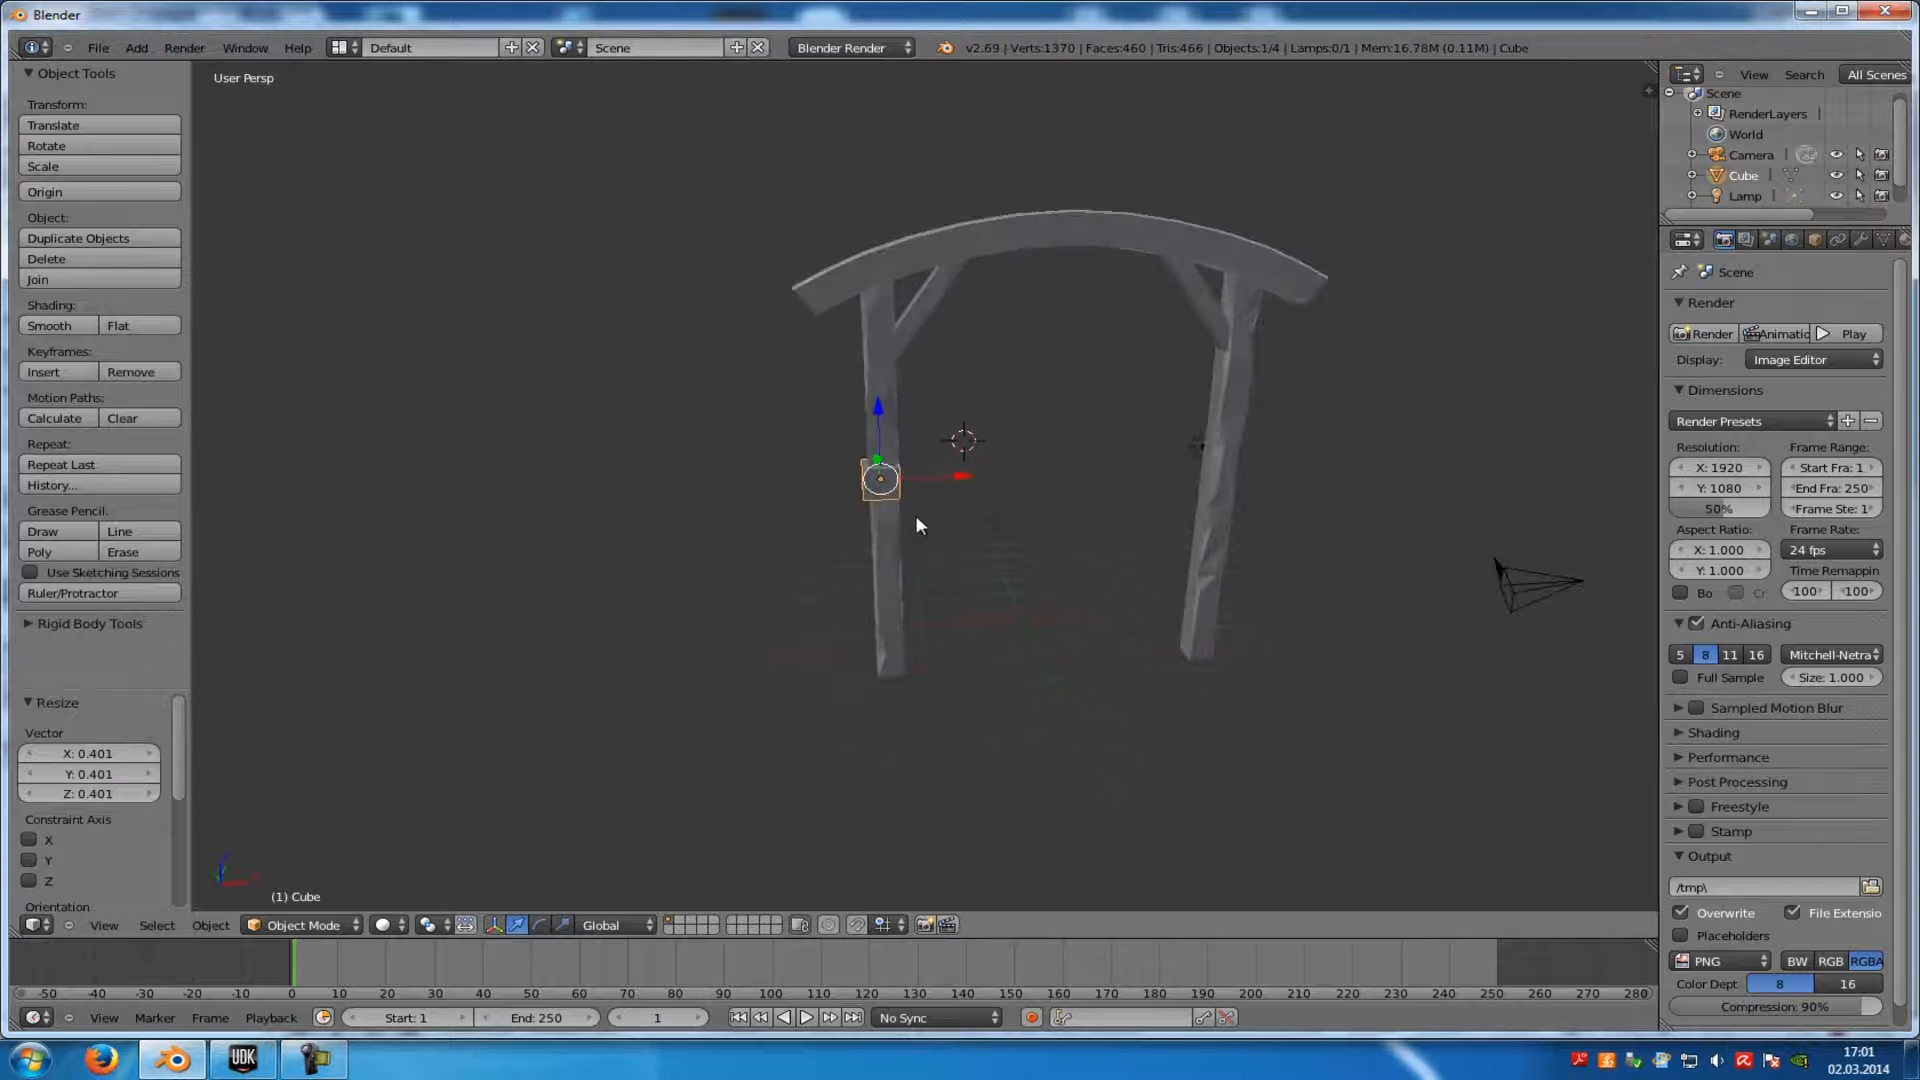 Blender
File Add Render Window Help Default Scene Blender Render v2.69 | Verts:1370 | Faces:460 | Tris:466 | Objects:1/4 | Lamps:0/1 | Mem:16.78M (0.11M) | Cube
Object Tools
Transform:
Translate
Rotate
Scale
Origin
Object:
Duplicate Objects
Delete
Join
Shading:
Smooth Flat
Keyframes:
Insert Remove
Motion Paths:
Calculate Clear
Repeat:
Repeat Last
History...
Grease Pencil:
Draw Line
Poly Erase
Use Sketching Sessions
Ruler/Protractor
Rigid Body Tools
Resize
Vector
X: 0.401
Y: 0.401
Z: 0.401
Constraint Axis
X
Y
Z
Orientation
User Persp
(1) Cube
View Search All Scenes
Scene
RenderLayers
World
Camera
Cube
Lamp
Scene
Render
Render Animatic Play
Display: Image Editor
Dimensions
Render Presets
Resolution: Frame Range:
X: 1920 Start Fra: 1
Y: 1080 End Fra: 250
50% Frame Ste: 1
Aspect Ratio: Frame Rate:
X: 1.000 24 fps
Y: 1.000 Time Remappin
Bo Cr 100 100
Anti-Aliasing
5 8 11 16 Mitchell-Netra
Full Sample Size: 1.000
Sampled Motion Blur
Shading
Performance
Post Processing
Freestyle
Stamp
Output
/tmp\
Overwrite File Extensio
Placeholders
PNG BW RGB RGBA
Color Dept 8 16
Compression: 90%
View Select Object Object Mode Global
-50 -40 -30 -20 -10 0 10 20 30 40 50 60 70 80 90 100 110 120 130 140 150 160 170 180 190 200 210 220 230 240 250 260 270 280
View Marker Frame Playback Start: 1 End: 250 1 No Sync
UDK
17:01
02.03.2014